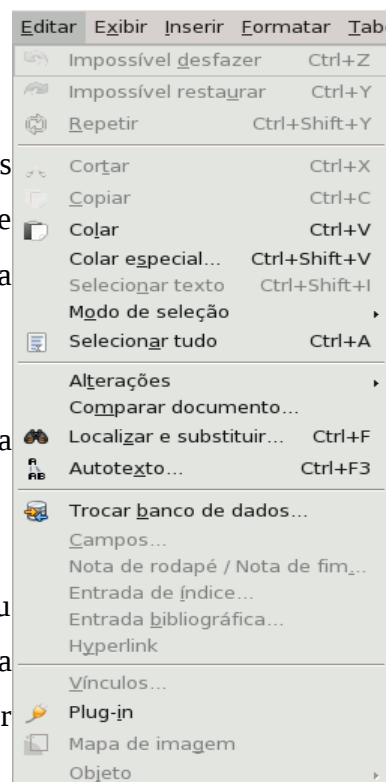 Editar Exibir Inserir Formatar Tab
Impossível desfazer Ctrl+Z
Impossível restaurar Ctrl+Y
Repetir Ctrl+Shift+Y
s Cortar Ctrl+X
Copiar Ctrl+C
e Colar Ctrl+V
Colar especial... Ctrl+Shift+V
a Selecionar texto Ctrl+Shift+I
Modo de seleção
Selecionar tudo Ctrl+A
Alterações
Comparar documento...
a Localizar e substituir... Ctrl+F
Autotexto... Ctrl+F3
Trocar banco de dados...
Campos...
Nota de rodapé / Nota de fim...
Entrada de índice...
u Entrada bibliográfica...
Hyperlink
a Vínculos...
r Plug-in
Mapa de imagem
Objeto